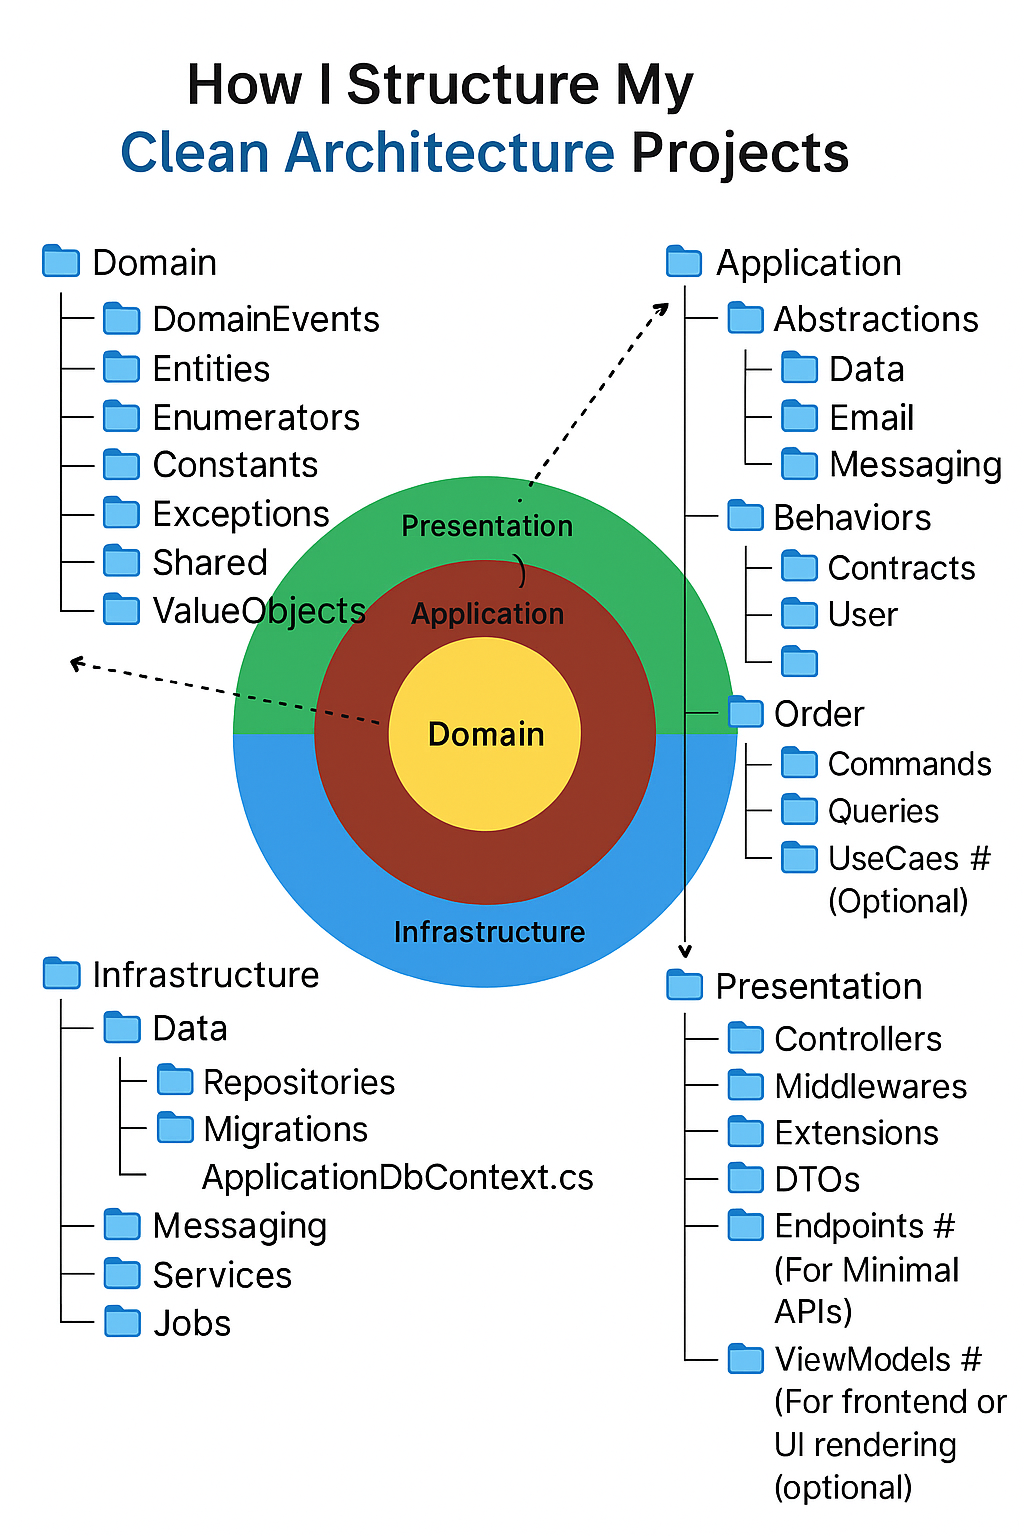 How I Structure My
Clean Architecture Projects
Domain
DomainEvents
Entities
Enumerators
Constants
Exceptions
Shared
ValueObjects
Application
Abstractions
Data
Email
Messaging
Behaviors
Contracts
User
Order
Commands
Queries
UseCaes #
(Optional)
Presentation
)
Application
Domain
Infrastructure
Infrastructure
Data
Repositories
Migrations
ApplicationDbContext.cs
Messaging
Services
Jobs
Presentation
Controllers
Middlewares
Extensions
DTOs
Endpoints #
(For Minimal
APIs)
ViewModels #
(For frontend or
UI rendering
(optional)